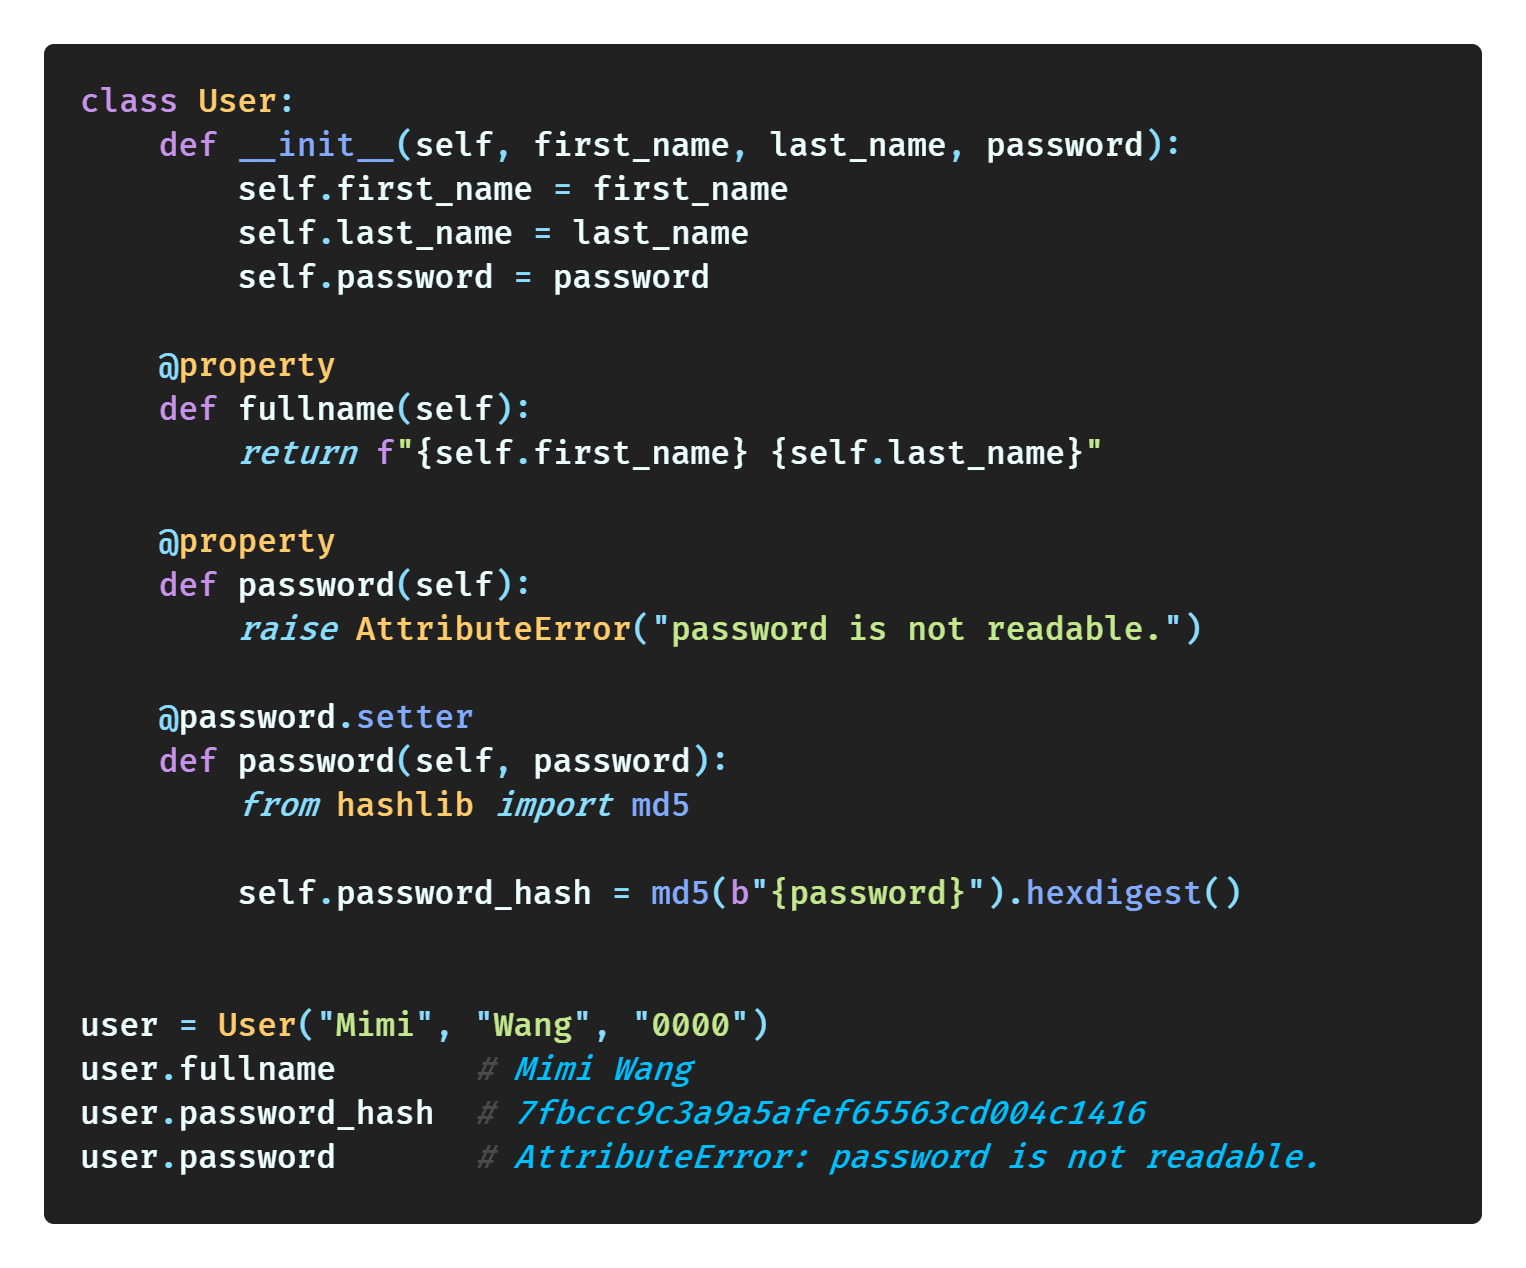 class User:
    def __init__(self, first_name, last_name, password):
        self.first_name = first_name
        self.last_name = last_name
        self.password = password

    @property
    def fullname(self):
        return f"{self.first_name} {self.last_name}"

    @property
    def password(self):
        raise AttributeError("password is not readable.")

    @password.setter
    def password(self, password):
        from hashlib import md5

        self.password_hash = md5(b"{password}").hexdigest()


user = User("Mimi", "Wang", "0000")
user.fullname       # Mimi Wang
user.password_hash  # 7fbccc9c3a9a5afef65563cd004c1416
user.password       # AttributeError: password is not readable.